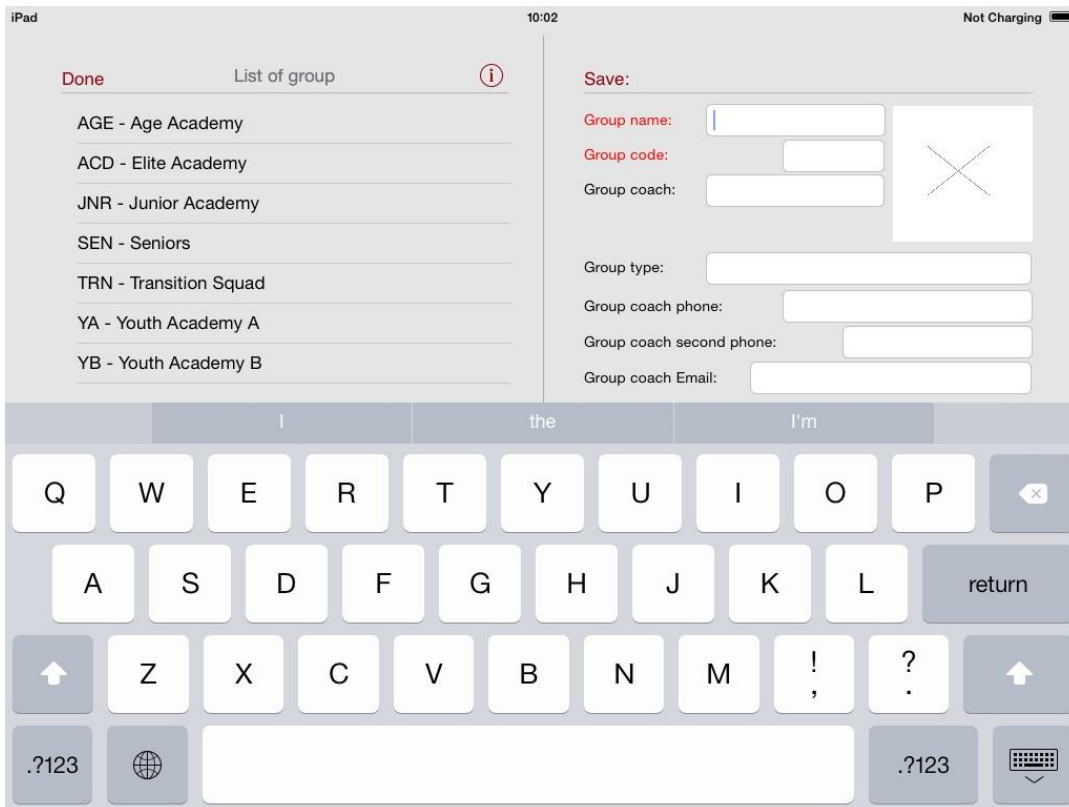 iPad 10:02 Not Charging
Done List of group i
AGE - Age Academy
ACD - Elite Academy
JNR - Junior Academy
SEN - Seniors
TRN - Transition Squad
YA - Youth Academy A
YB - Youth Academy B
Save:
Group name:
Group code:
Group coach:
Group type:
Group coach phone:
Group coach second phone:
Group coach Email:
I the I'm
Q W E R T Y U I O P
A S D F G H J K L return
Z X C V B N M ! , ? .
.?123 .?123